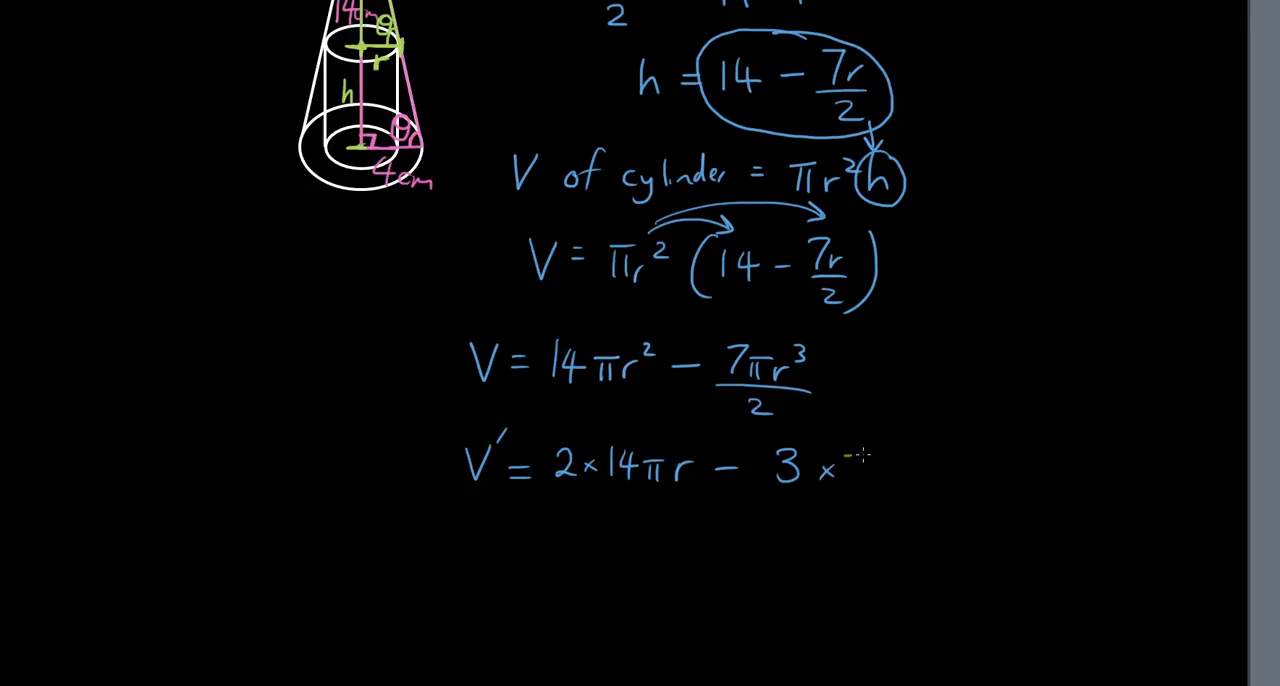 14cm
θ
r
h
θ
4cm
2
h = 14 - 7r/2
V of cylinder = πr²h
V = πr² (14 - 7r/2)
V = 14πr² - 7πr³/2
V′ = 2×14πr - 3×